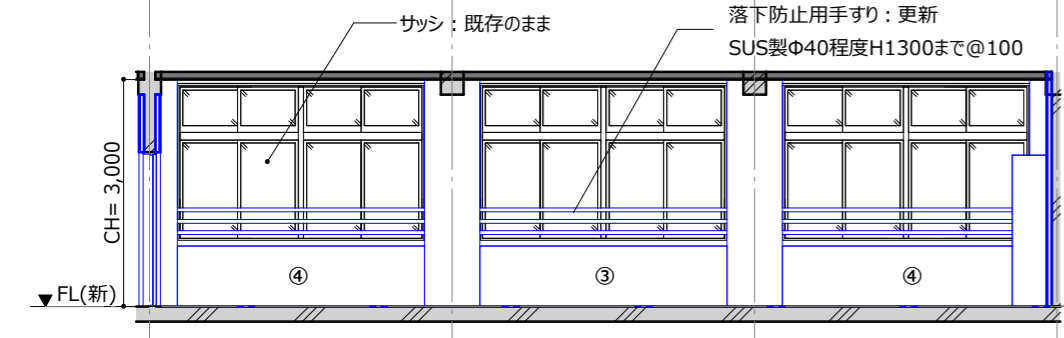 サッシ：既存のまま
落下防止用手すり：更新
SUS製Φ40程度H1300まで@100
CH= 3,000
FL(新)
④
③
④